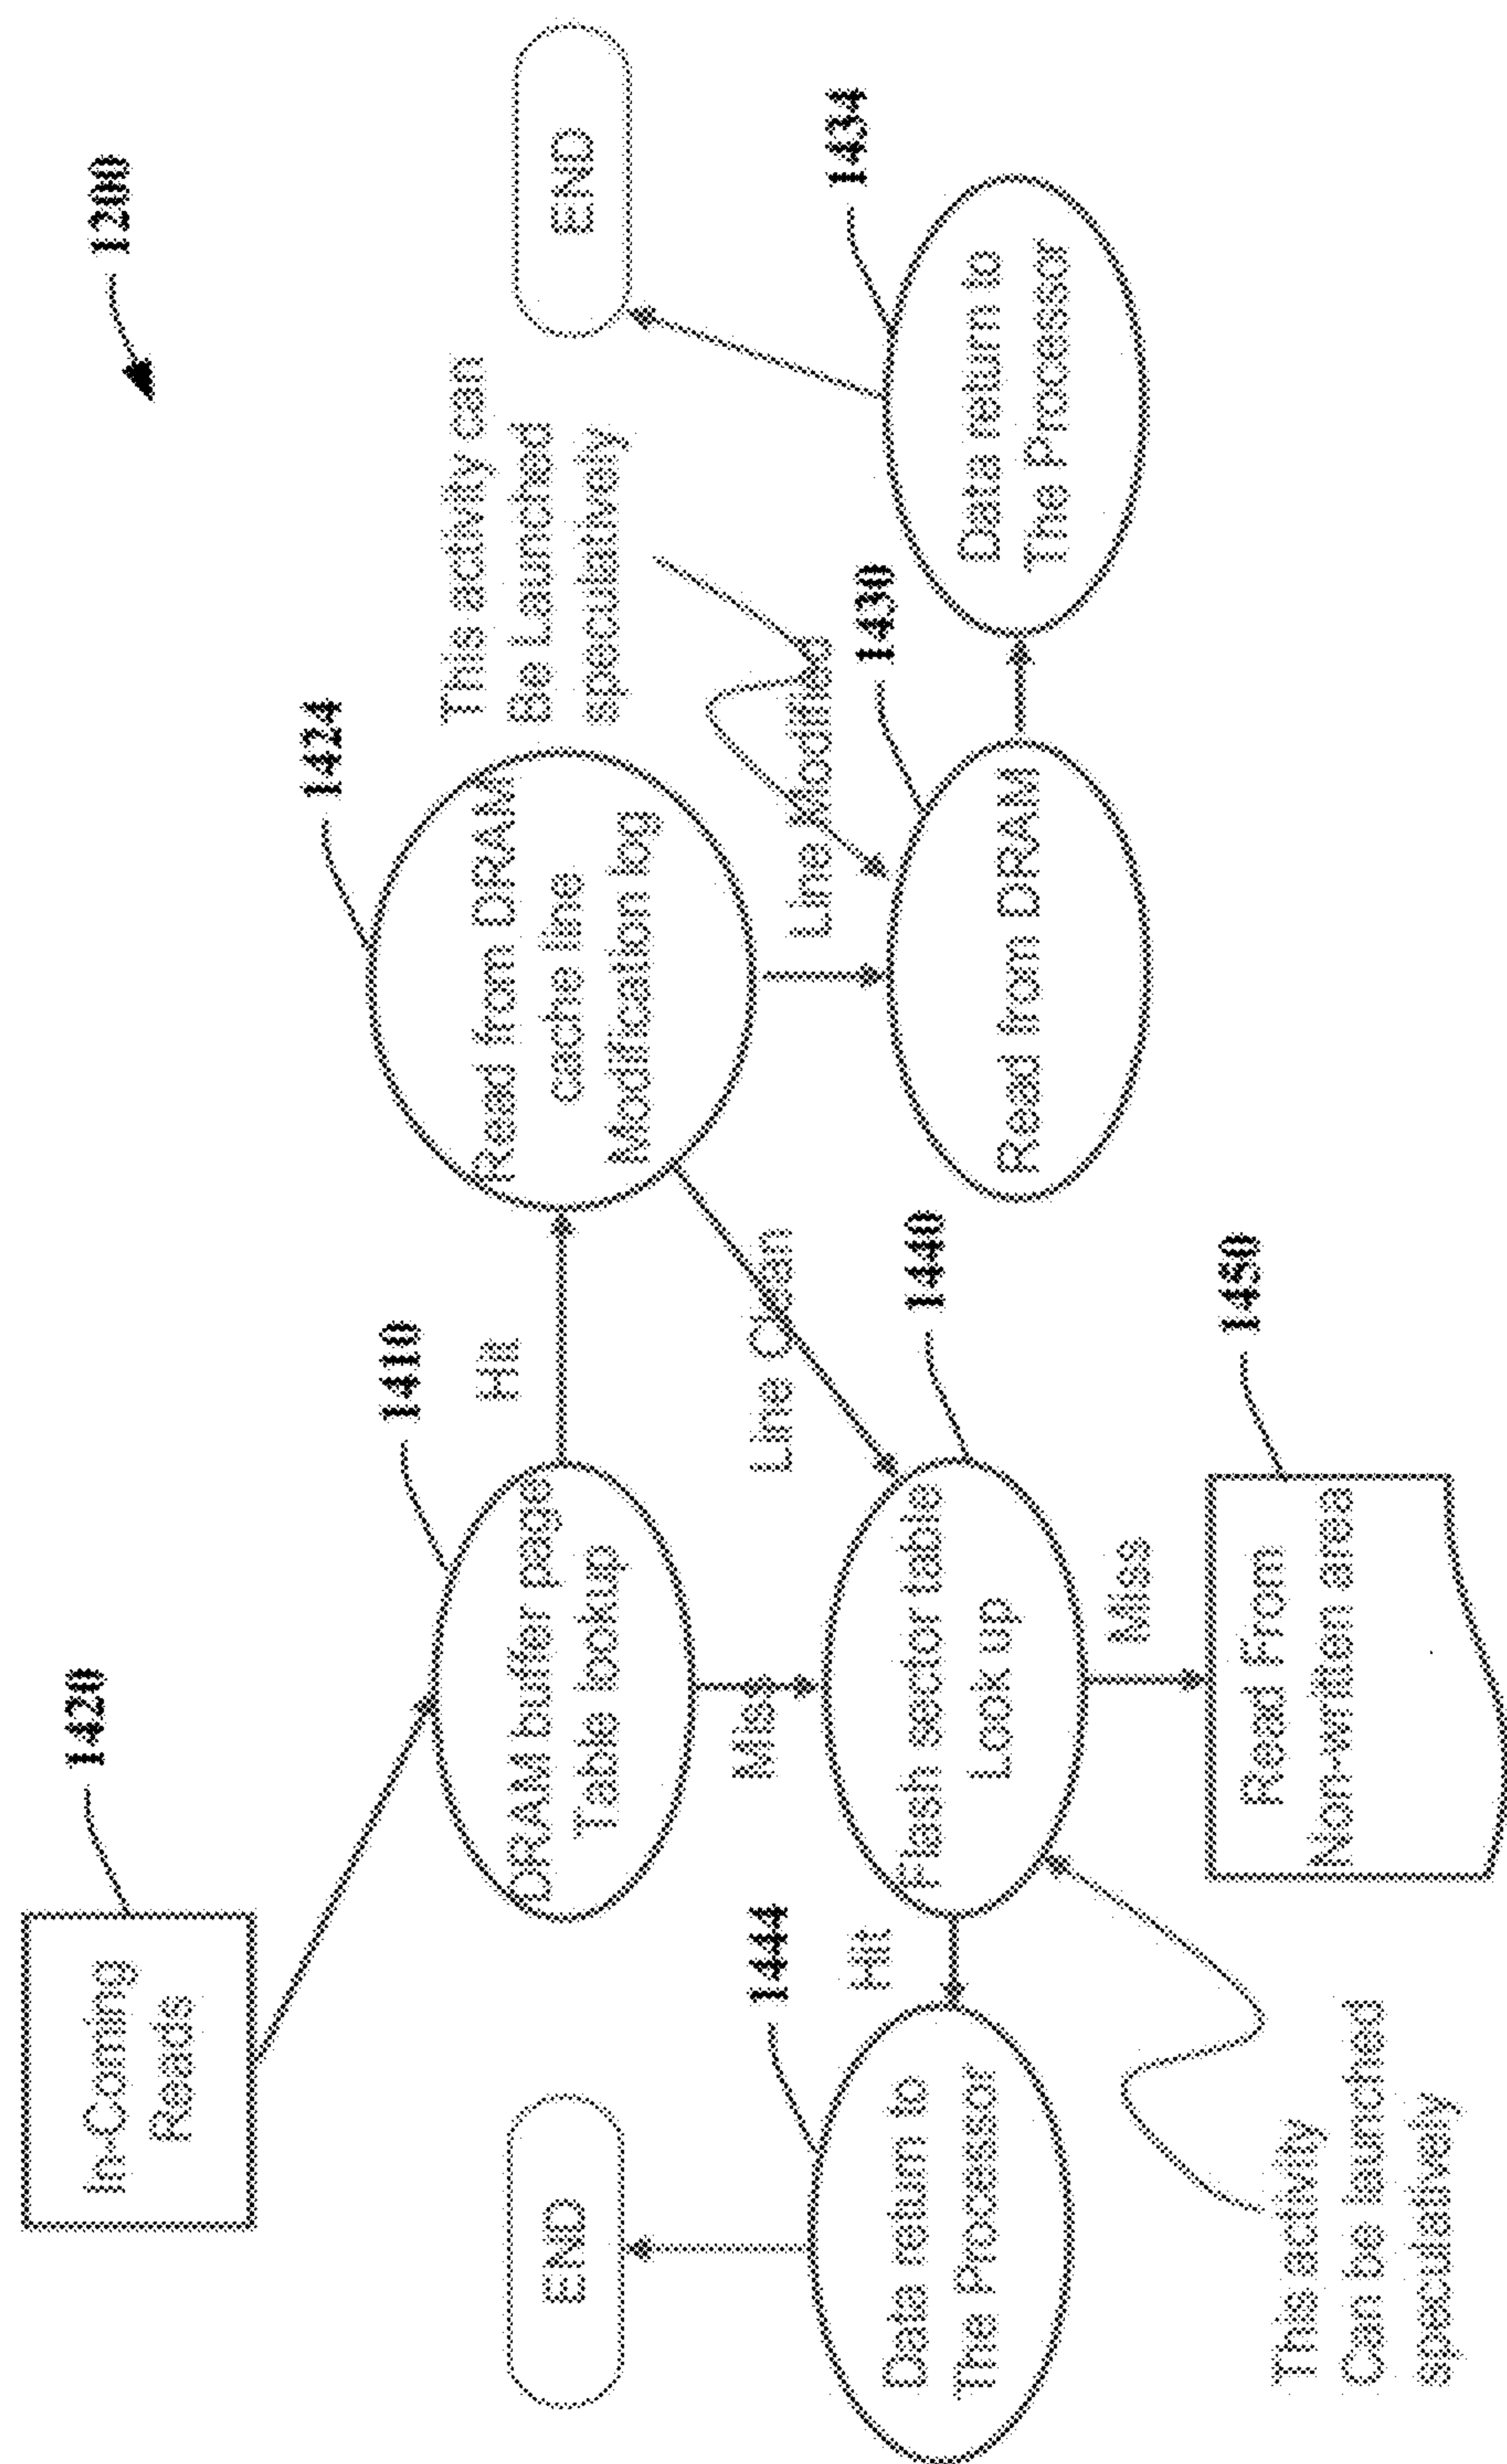 1200
1420
In-Coming
Reads
1410
DRAM buffer page
Table lookup
Hit
1424
Read from DRAM
cache line
Modification log
This activity can
Be Launched
speculatively
END
Miss
Line Clean
Line Modified
1434
Data return to
The Processor
1430
Read from DRAM
1440
Flash sector table
Look up
Hit
1444
Data return to
The Processor
END
Miss
1450
Read From
Non-written area
This activity
Can be launched
speculatively